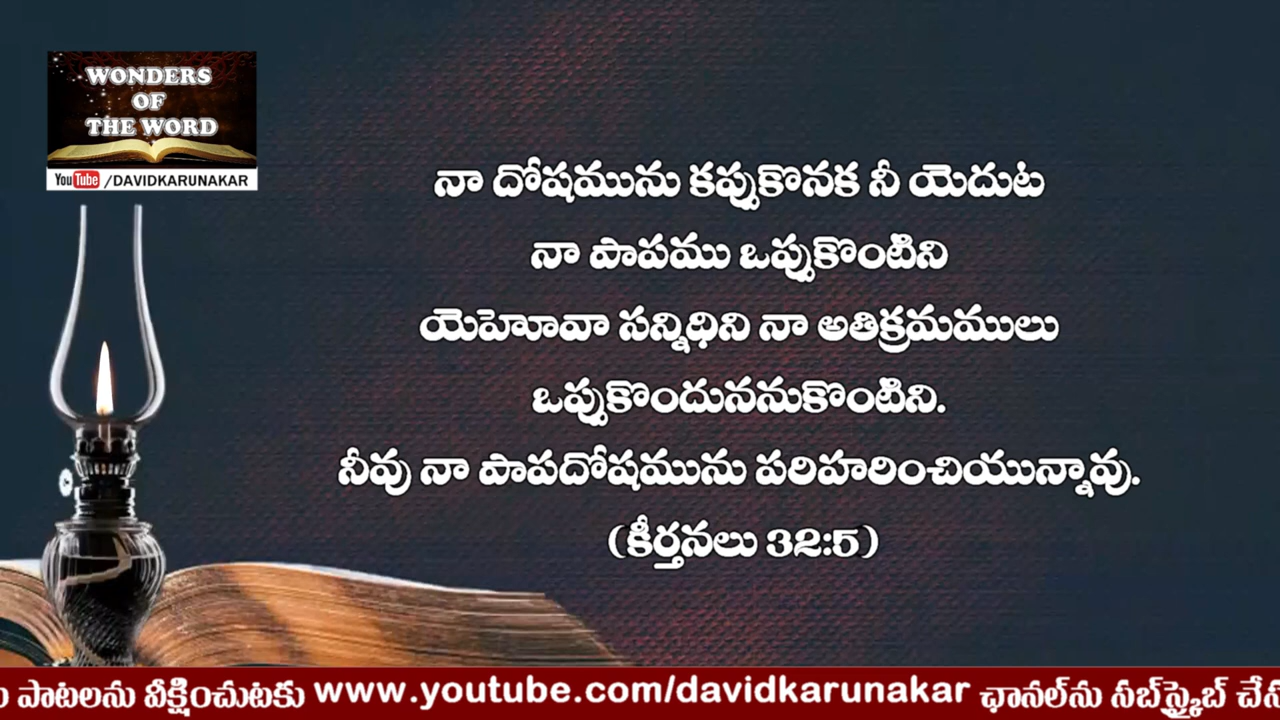 WONDERS
OF
THE WORD
YouTube /DAVIDKARUNAKAR
నా దోషమును కప్పుకొనక నీ యెదుట
నా పాపము ఒప్పుకొంటిని
యెహోవా సన్నిధిని నా అతిక్రమములు
ఒప్పుకొందుననుకొంటిని.
నీవు నా పాపదోషమును పరిహరించియున్నావు.
(కీర్తనలు 32:5)
పాటలను వీక్షించుటకు www.youtube.com/davidkarunakar ఛానల్‌ను సబ్‌స్క్రైబ్